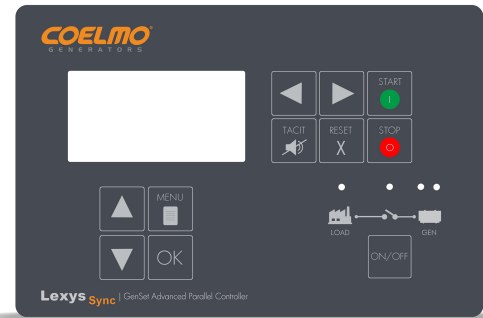 COELMO
GENERATORS
START
I
TACIT
RESET
X
STOP
O
MENU
LOAD
GEN
OK
ON/OFF
Lexys Sync | GenSet Advanced Parallel Controller